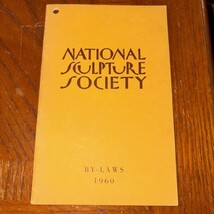 NATIONAL
SCULPTURE
SOCIETY
BY-LAWS
1960